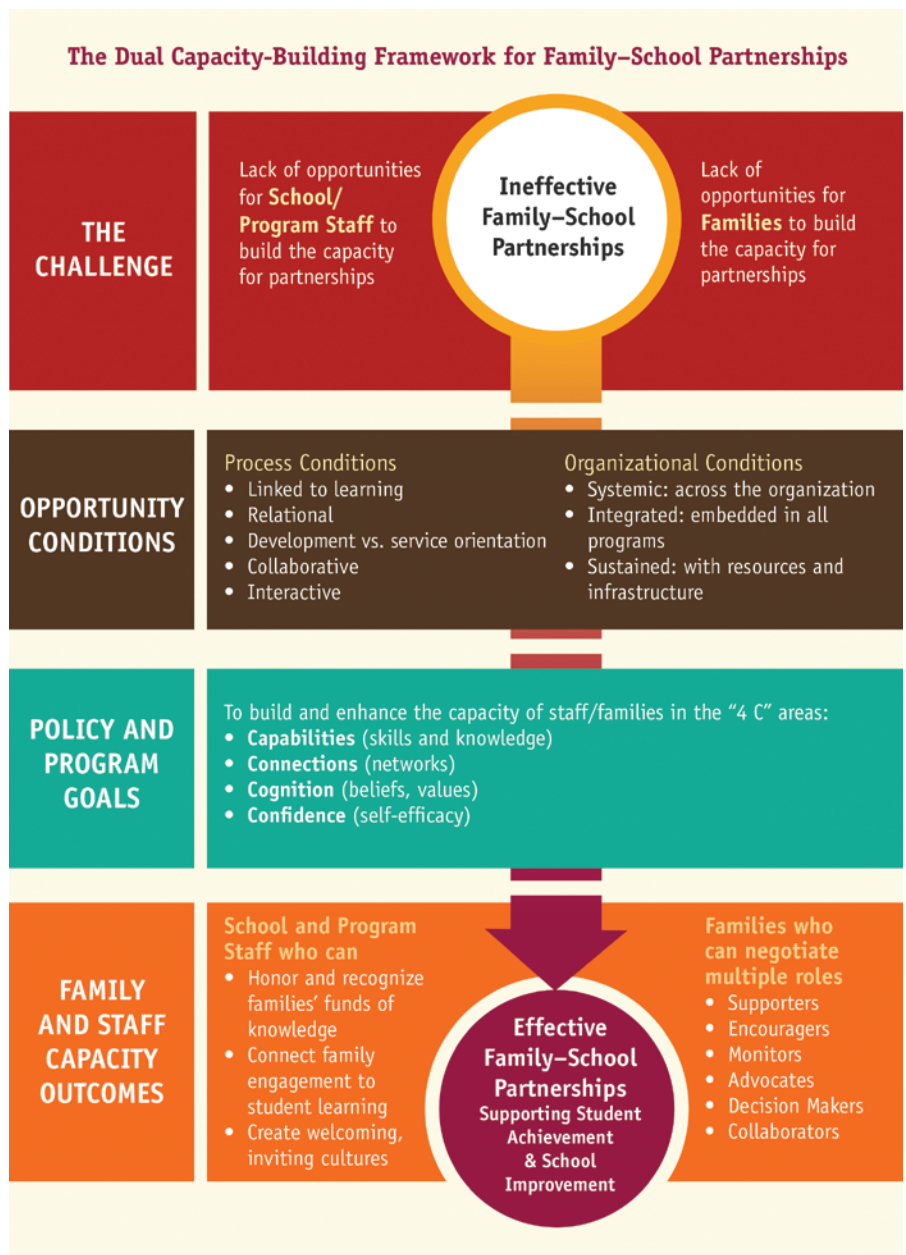 The Dual Capacity-Building Framework for Family–School Partnerships
THE
CHALLENGE
Lack of opportunities
for School/
Program Staff to
build the capacity
for partnerships
Ineffective
Family–School
Partnerships
Lack of
opportunities for
Families to build
the capacity for
partnerships
OPPORTUNITY
CONDITIONS
Process Conditions
• Linked to learning
• Relational
• Development vs. service orientation
• Collaborative
• Interactive
Organizational Conditions
• Systemic: across the organization
• Integrated: embedded in all
programs
• Sustained: with resources and
infrastructure
POLICY AND
PROGRAM
GOALS
To build and enhance the capacity of staff/families in the “4 C” areas:
• Capabilities (skills and knowledge)
• Connections (networks)
• Cognition (beliefs, values)
• Confidence (self-efficacy)
FAMILY
AND STAFF
CAPACITY
OUTCOMES
School and Program
Staff who can
• Honor and recognize
families’ funds of
knowledge
• Connect family
engagement to
student learning
• Create welcoming,
inviting cultures
Effective
Family–School
Partnerships
Supporting Student
Achievement
& School
Improvement
Families who
can negotiate
multiple roles
• Supporters
• Encouragers
• Monitors
• Advocates
• Decision Makers
• Collaborators